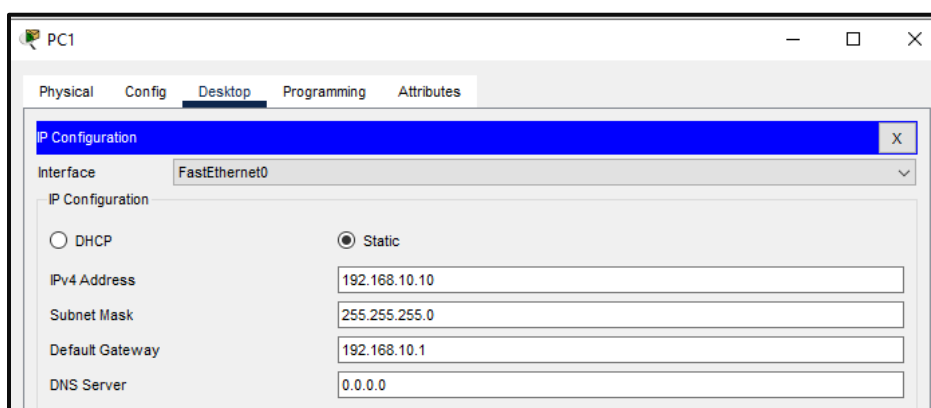 PC1
Physical Config Desktop Programming Attributes
IP Configuration X
Interface FastEthernet0
IP Configuration
DHCP Static
IPv4 Address 192.168.10.10
Subnet Mask 255.255.255.0
Default Gateway 192.168.10.1
DNS Server 0.0.0.0